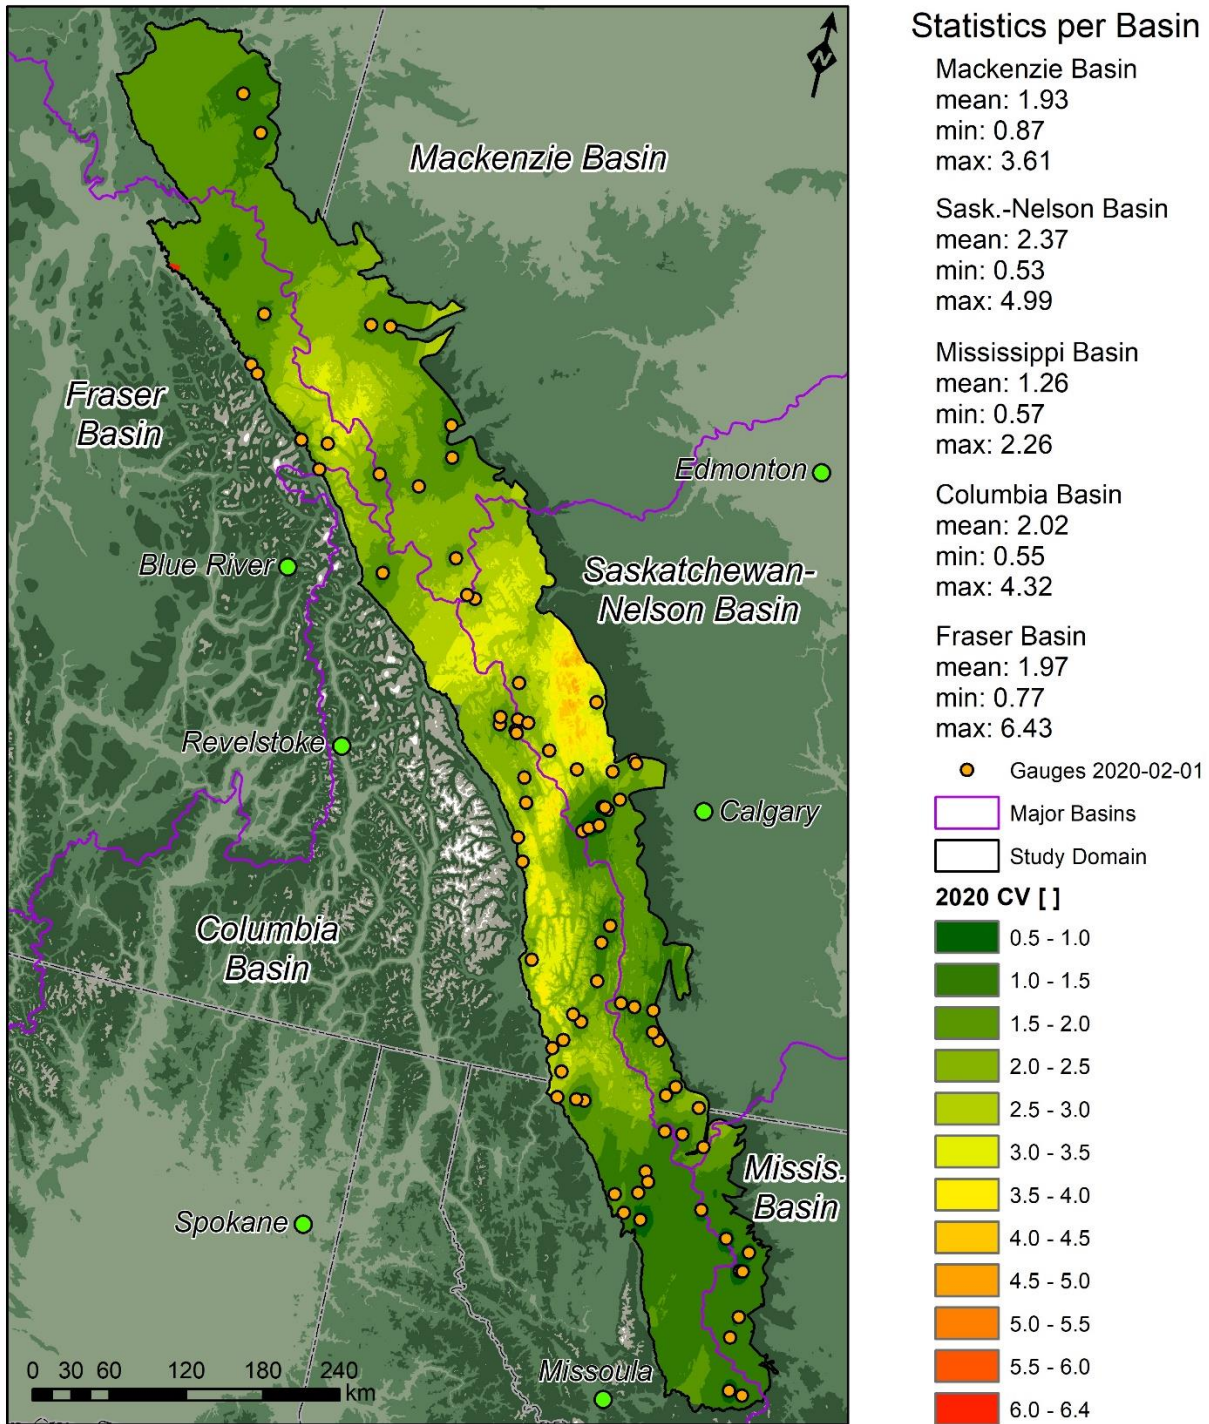 Statistics per Basin
Mackenzie Basin
mean: 1.93
min: 0.87
max: 3.61
Sask.-Nelson Basin
mean: 2.37
min: 0.53
max: 4.99
Mississippi Basin
mean: 1.26
min: 0.57
max: 2.26
Columbia Basin
mean: 2.02
min: 0.55
max: 4.32
Fraser Basin
mean: 1.97
min: 0.77
max: 6.43
Gauges 2020-02-01
Major Basins
Study Domain
2020 CV [ ]
0.5 - 1.0
1.0 - 1.5
1.5 - 2.0
2.0 - 2.5
2.5 - 3.0
3.0 - 3.5
3.5 - 4.0
4.0 - 4.5
4.5 - 5.0
5.0 - 5.5
5.5 - 6.0
6.0 - 6.4
N
Mackenzie Basin
Fraser
Basin
Edmonton
Blue River
Saskatchewan-
Nelson Basin
Revelstoke
Calgary
Columbia
Basin
Missis.
Basin
Spokane
Missoula
0 30 60 120 180 240
km